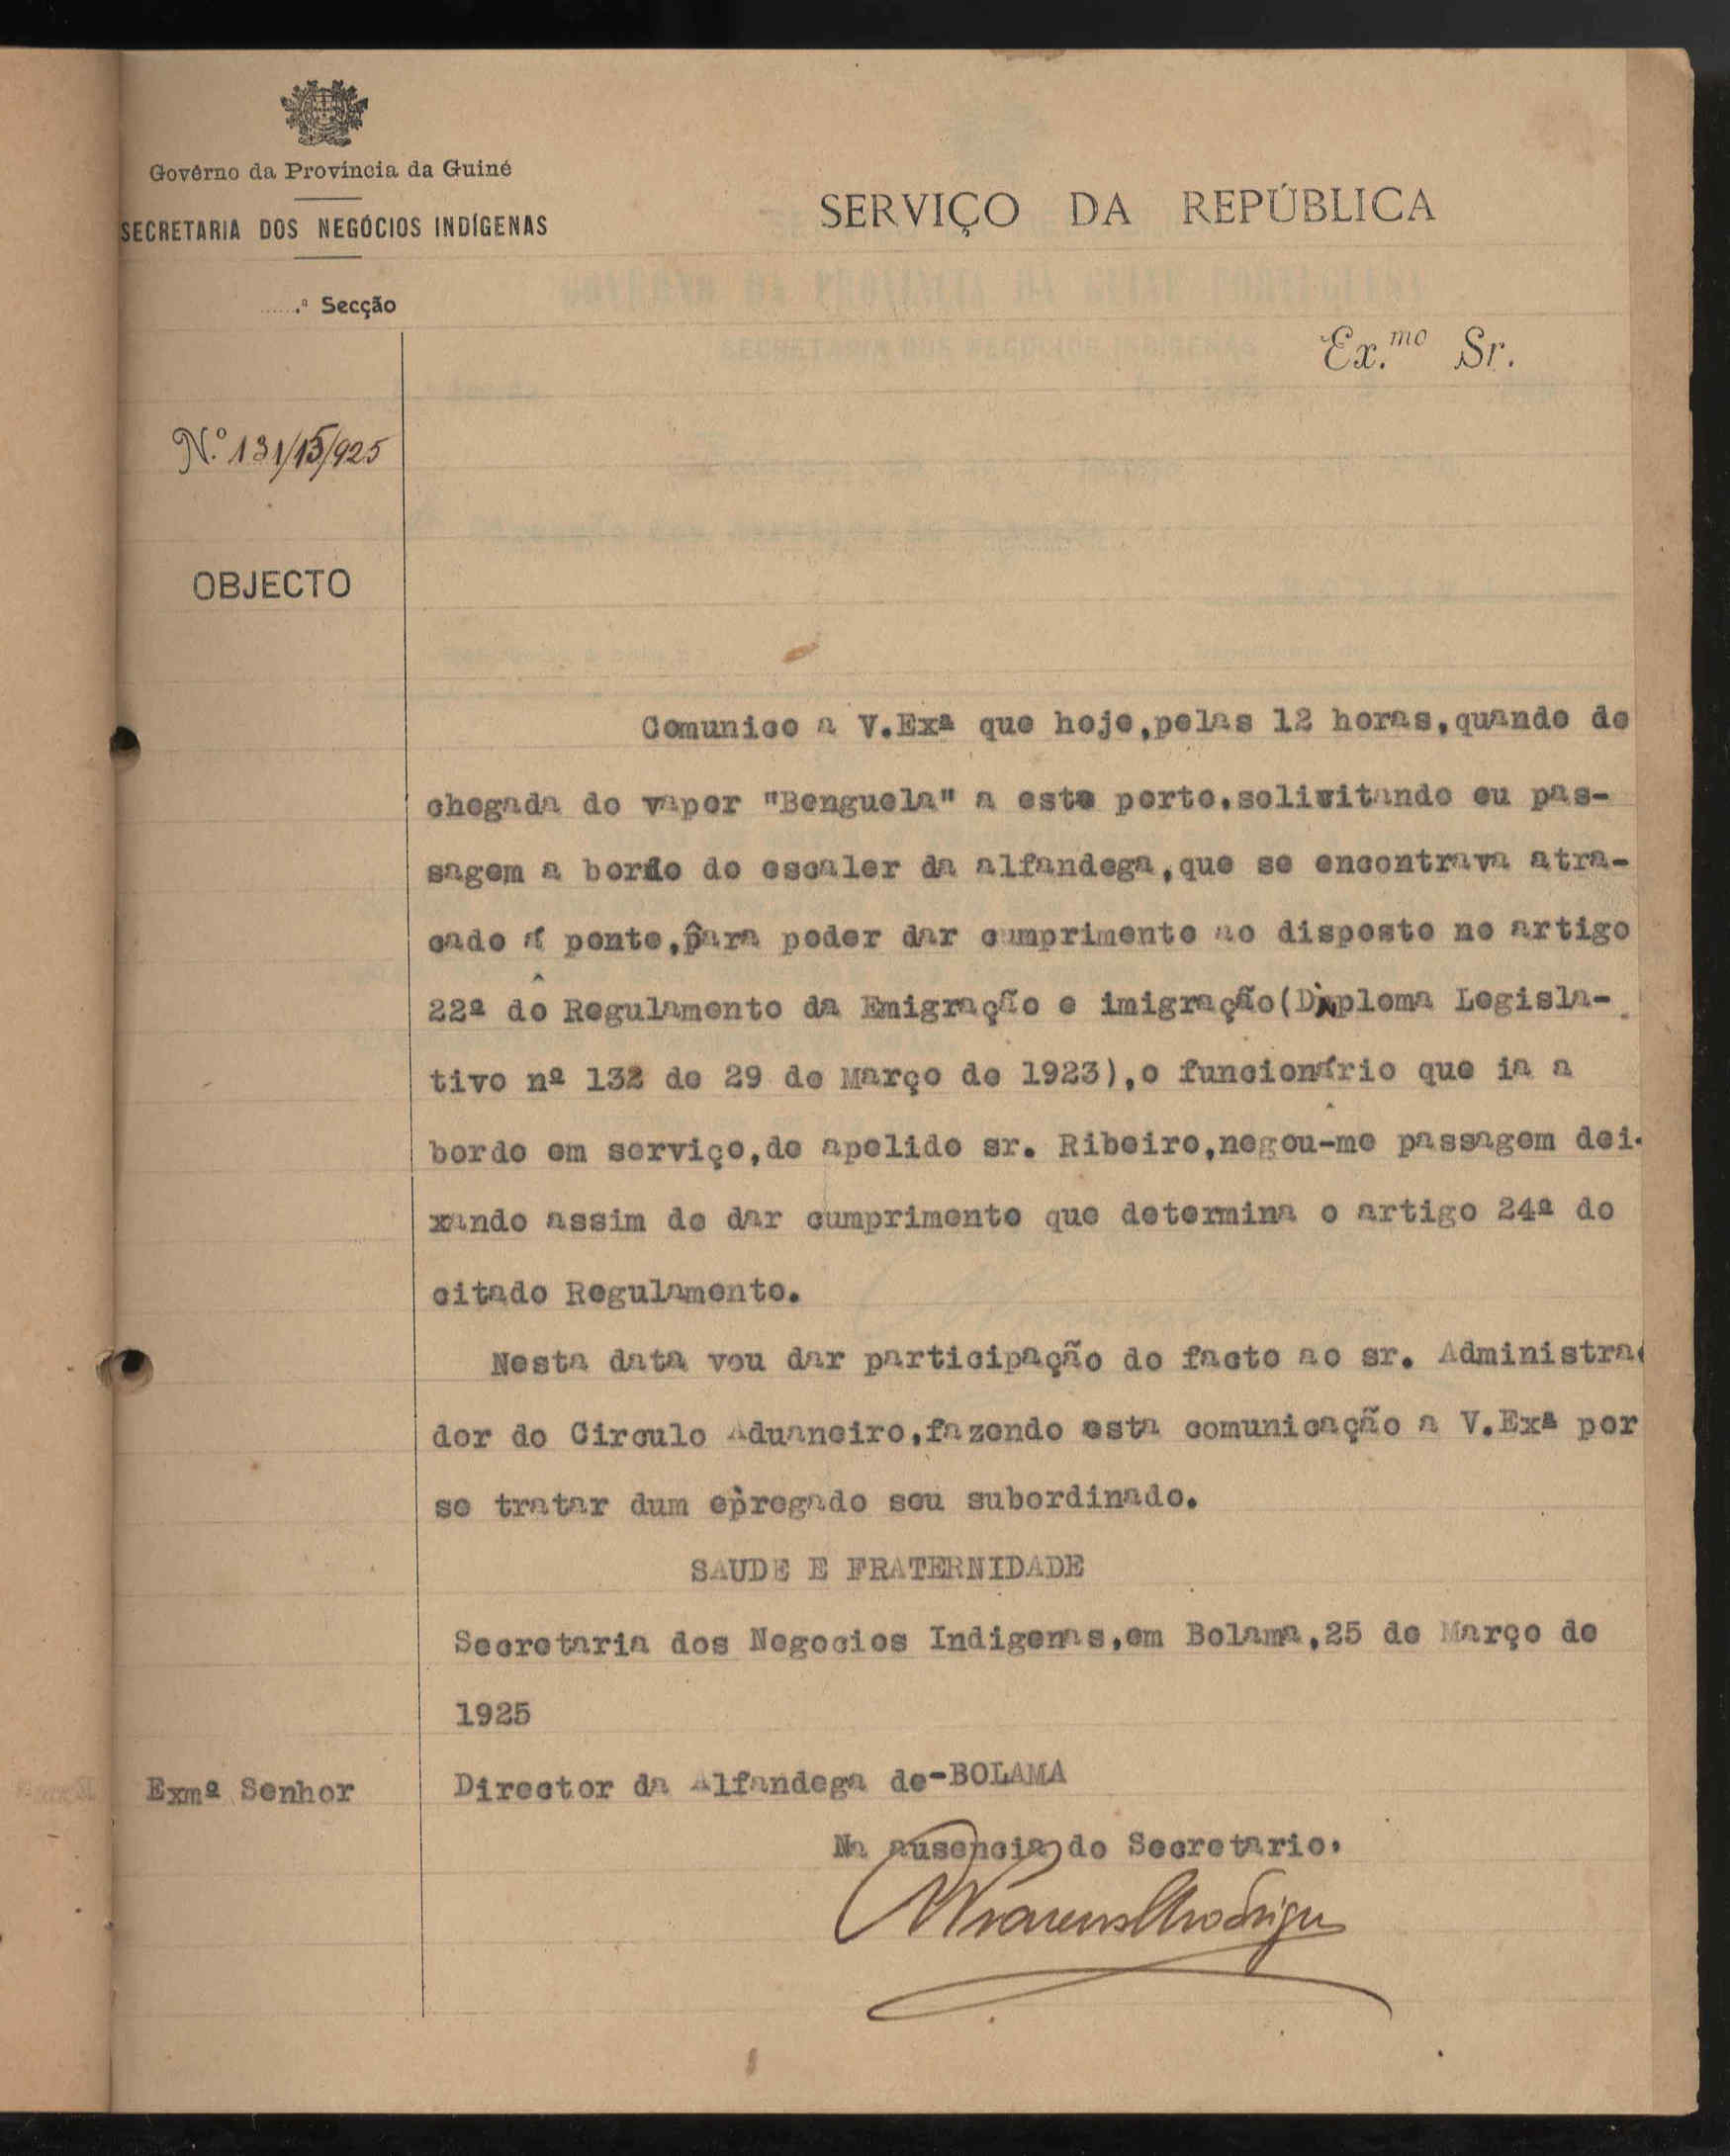 Govêrno da Província da Guiné
SECRETARIA DOS NEGÓCIOS INDÍGENAS
SERVIÇO DA REPÚBLICA
.......ª Secção
Ex.mo Sr.
N.º 131/15/925
OBJECTO
Comunico a V.Exª que hoje,pelas 12 horas,quando de
chegada do vapor "Benguela" a este porto.solicitando eu pas-
sagem a bordo do escaler da alfandega,que se encontrava atra-
cado á ponte,para poder dar cumprimento ao disposto no artigo
22ª do Regulamento da Emigração e imigração(Diploma Legisla-
tivo nª 132 de 29 de Março de 1923),o funcionário que ia a
bordo em serviço,de apelido sr. Ribeiro,negou-me passagem dei-
xando assim de dar cumprimento que determina o artigo 24ª do
citado Regulamento.
Nesta data vou dar participação do facto ao sr. Administra-
dor do Circulo Aduaneiro,fazendo esta comunicação a V.Exª por
se tratar dum epregado seu subordinado.
SAUDE E FRATERNIDADE
Secretaria dos Negocios Indigenas,em Bolama,25 de Março de
1925
Exmª Senhor Director da Alfandega de-BOLAMA
Na ausencia do Secretario.